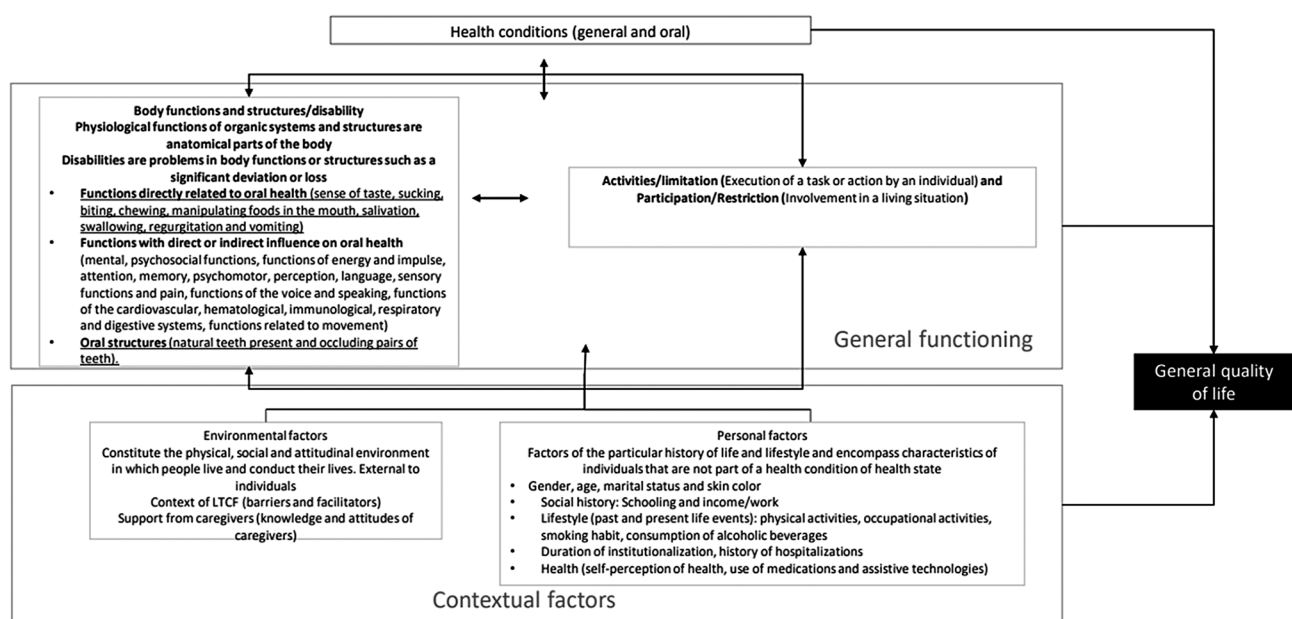 Health conditions (general and oral)
Body functions and structures/disability
Physiological functions of organic systems and structures are
anatomical parts of the body
Disabilities are problems in body functions or structures such as a
significant deviation or loss
• Functions directly related to oral health (sense of taste, sucking,
biting, chewing, manipulating foods in the mouth, salivation,
swallowing, regurgitation and vomiting)
• Functions with direct or indirect influence on oral health
(mental, psychosocial functions, functions of energy and impulse,
attention, memory, psychomotor, perception, language, sensory
functions and pain, functions of the voice and speaking, functions
of the cardiovascular, hematological, immunological, respiratory
and digestive systems, functions related to movement)
• Oral structures (natural teeth present and occluding pairs of
teeth).
Activities/limitation (Execution of a task or action by an individual) and
Participation/Restriction (Involvement in a living situation)
General functioning
General quality
of life
Environmental factors
Constitute the physical, social and attitudinal environment
in which people live and conduct their lives. External to
individuals
Context of LTCF (barriers and facilitators)
Support from caregivers (knowledge and attitudes of
caregivers)
Personal factors
Factors of the particular history of life and lifestyle and encompass characteristics of
individuals that are not part of a health condition of health state
• Gender, age, marital status and skin color
• Social history: Schooling and income/work
• Lifestyle (past and present life events): physical activities, occupational activities,
smoking habit, consumption of alcoholic beverages
• Duration of institutionalization, history of hospitalizations
• Health (self-perception of health, use of medications and assistive technologies)
Contextual factors